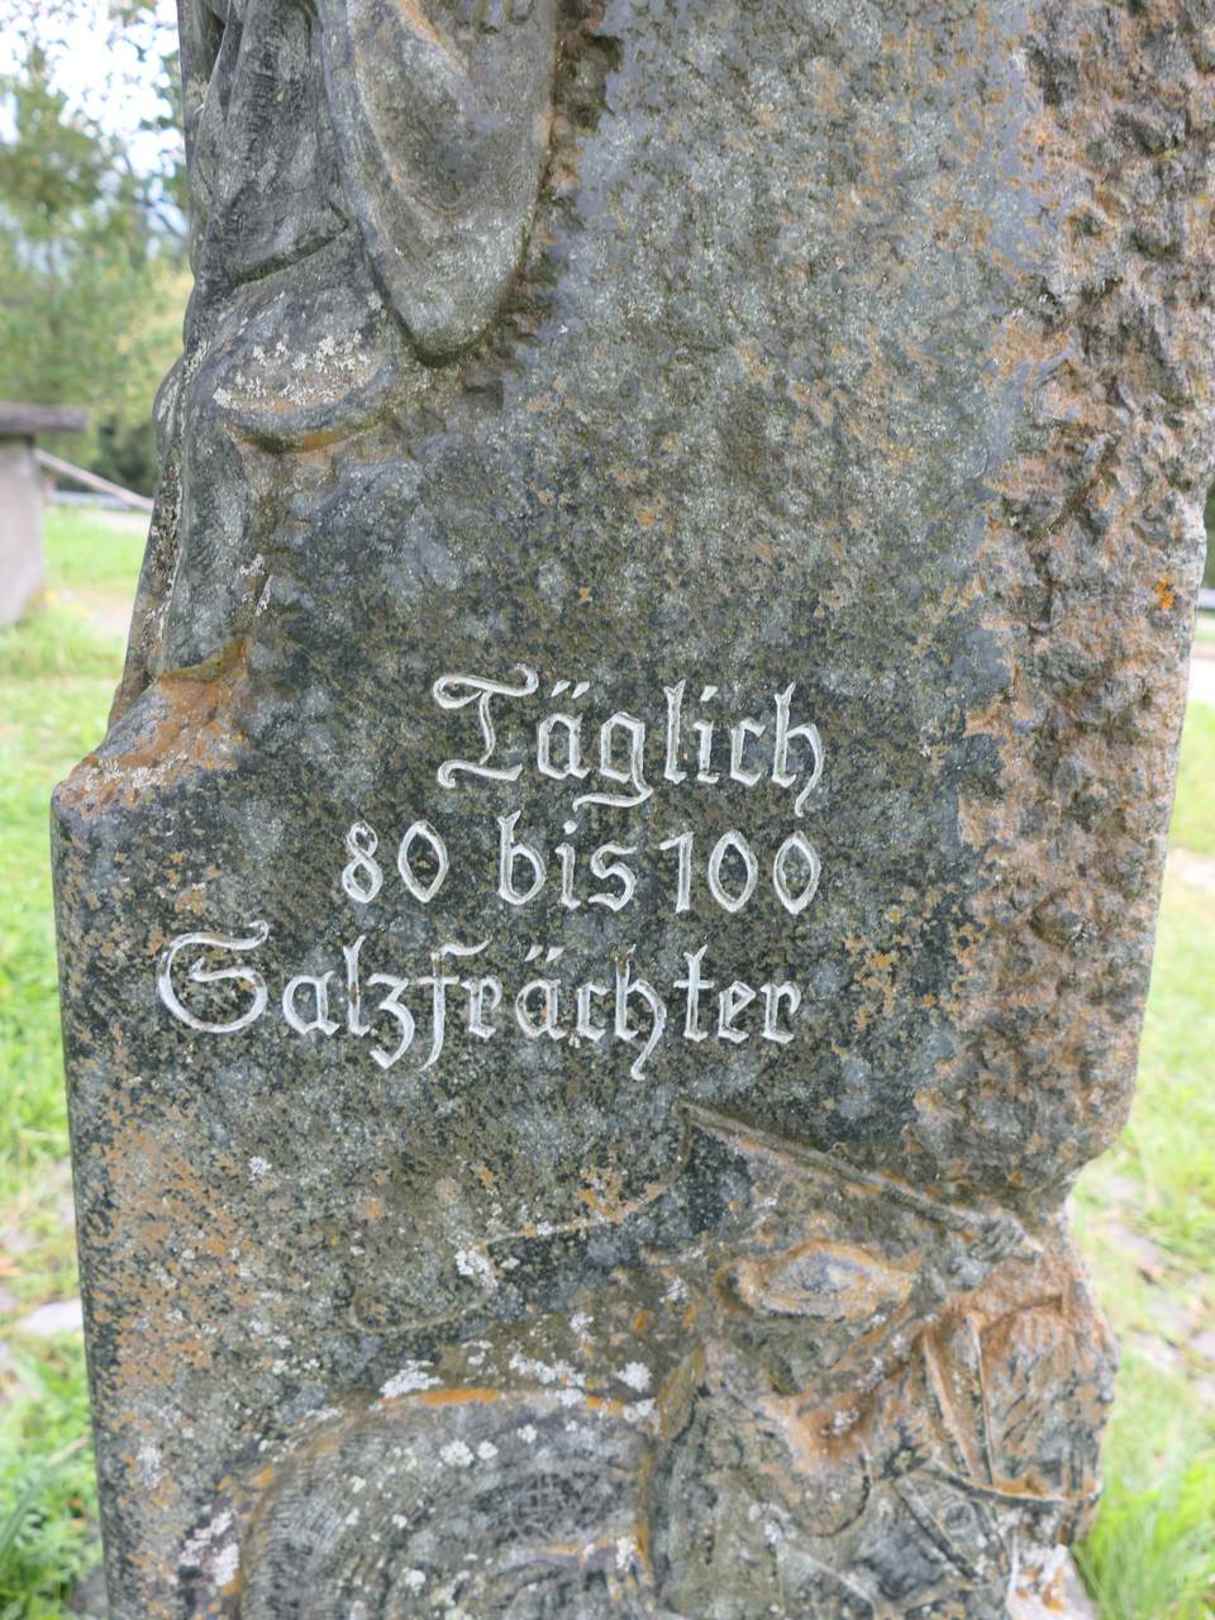 Täglich
80 bis 100
Salzfrächter